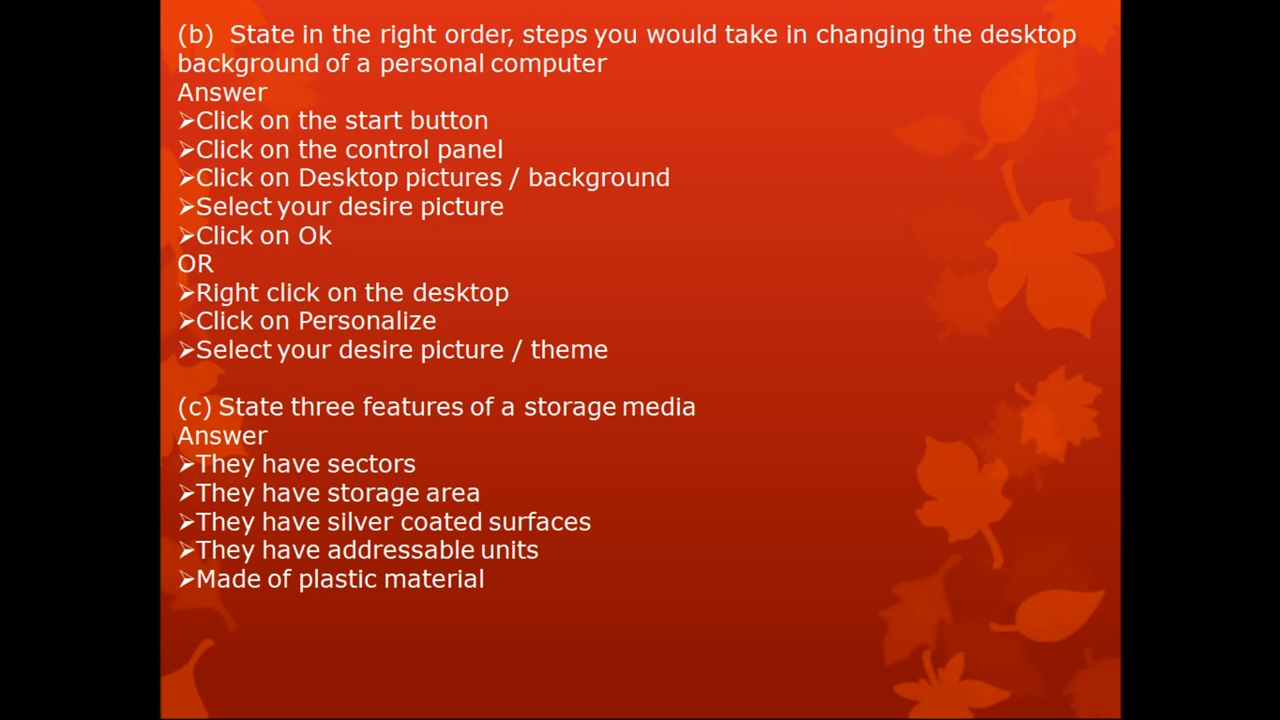 (b) State in the right order, steps you would take in changing the desktop
background of a personal computer
Answer
➢Click on the start button
➢Click on the control panel
➢Click on Desktop pictures / background
➢Select your desire picture
➢Click on Ok
OR
➢Right click on the desktop
➢Click on Personalize
➢Select your desire picture / theme
(c) State three features of a storage media
Answer
➢They have sectors
➢They have storage area
➢They have silver coated surfaces
➢They have addressable units
➢Made of plastic material